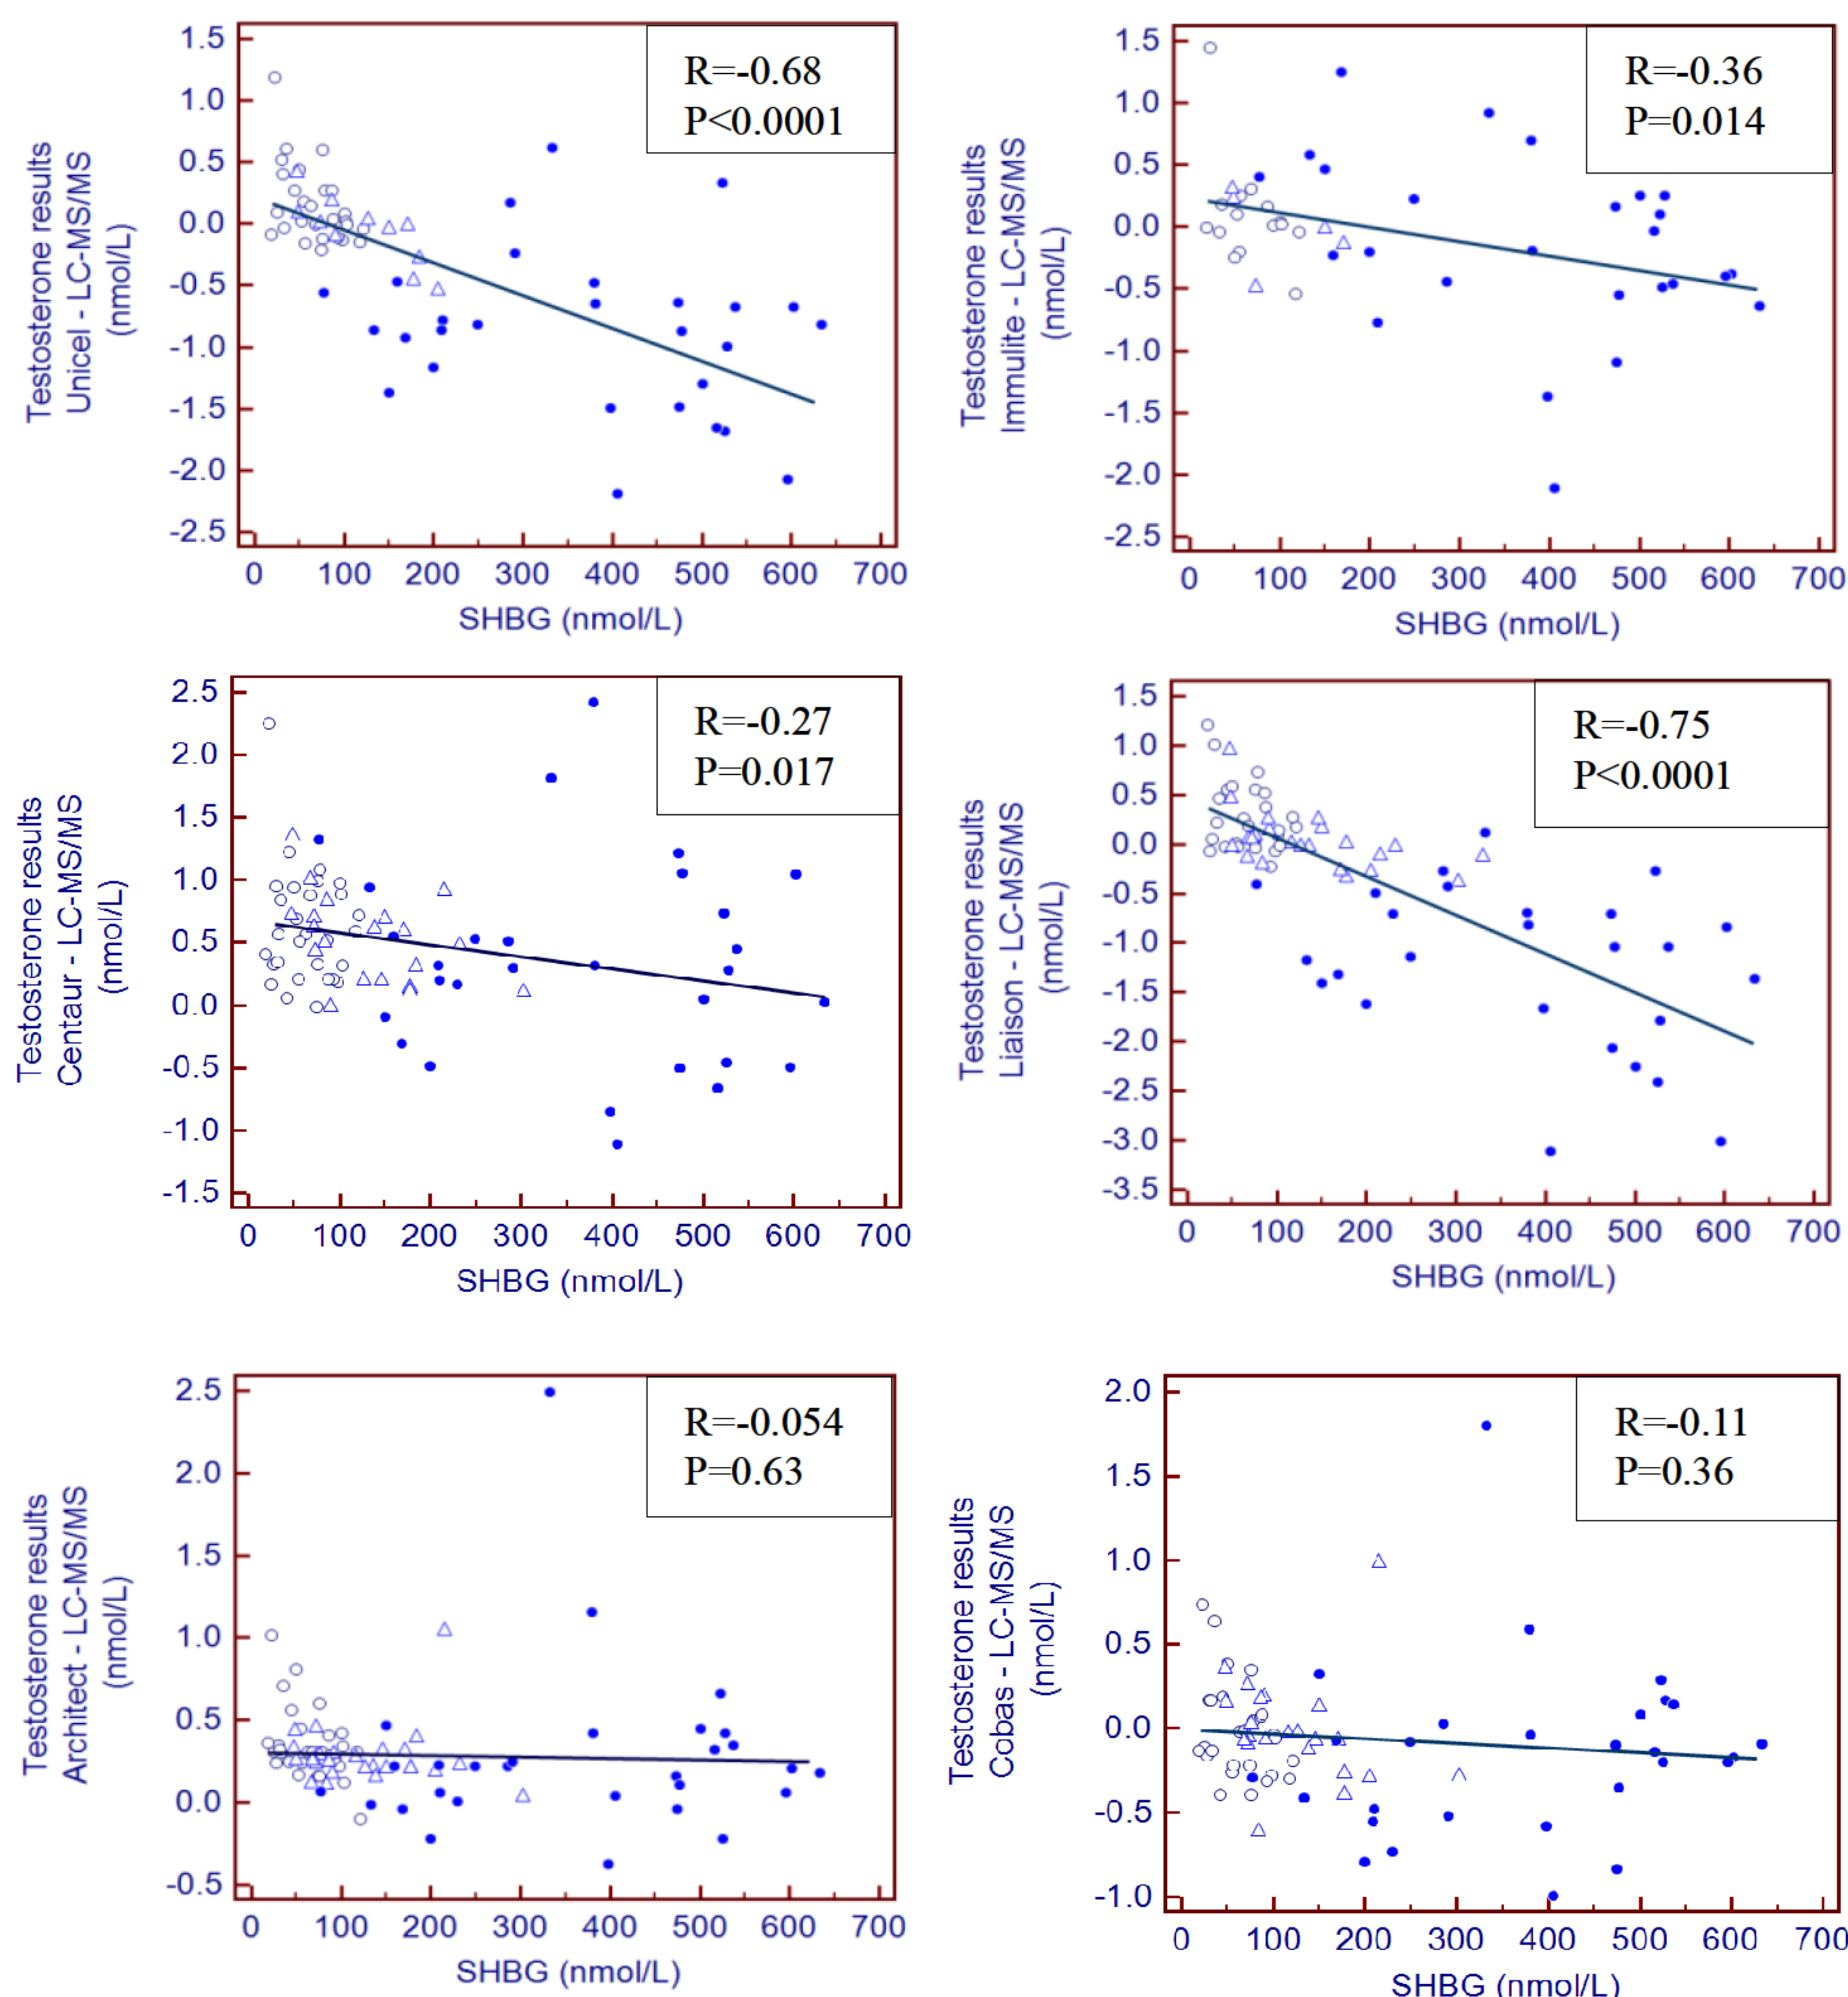 1.5
1.0
0.5
0.0
-0.5
-1.0
-1.5
-2.0
-2.5
Testosterone results
Unicel - LC-MS/MS
(nmol/L)
R=-0.68
P<0.0001
0 100 200 300 400 500 600 700
SHBG (nmol/L)
1.5
1.0
0.5
0.0
-0.5
-1.0
-1.5
-2.0
-2.5
Testosterone results
Immulite - LC-MS/MS
(nmol/L)
R=-0.36
P=0.014
0 100 200 300 400 500 600 700
SHBG (nmol/L)
2.5
2.0
1.5
1.0
0.5
0.0
-0.5
-1.0
-1.5
Testosterone results
Centaur - LC-MS/MS
(nmol/L)
R=-0.27
P=0.017
0 100 200 300 400 500 600 700
SHBG (nmol/L)
1.5
1.0
0.5
0.0
-0.5
-1.0
-1.5
-2.0
-2.5
-3.0
-3.5
Testosterone results
Liaison - LC-MS/MS
(nmol/L)
R=-0.75
P<0.0001
0 100 200 300 400 500 600 700
SHBG (nmol/L)
2.5
2.0
1.5
1.0
0.5
0.0
-0.5
Testosterone results
Architect - LC-MS/MS
(nmol/L)
R=-0.054
P=0.63
0 100 200 300 400 500 600 700
SHBG (nmol/L)
2.0
1.5
1.0
0.5
0.0
-0.5
-1.0
Testosterone results
Cobas - LC-MS/MS
(nmol/L)
R=-0.11
P=0.36
0 100 200 300 400 500 600 700
SHBG (nmol/L)